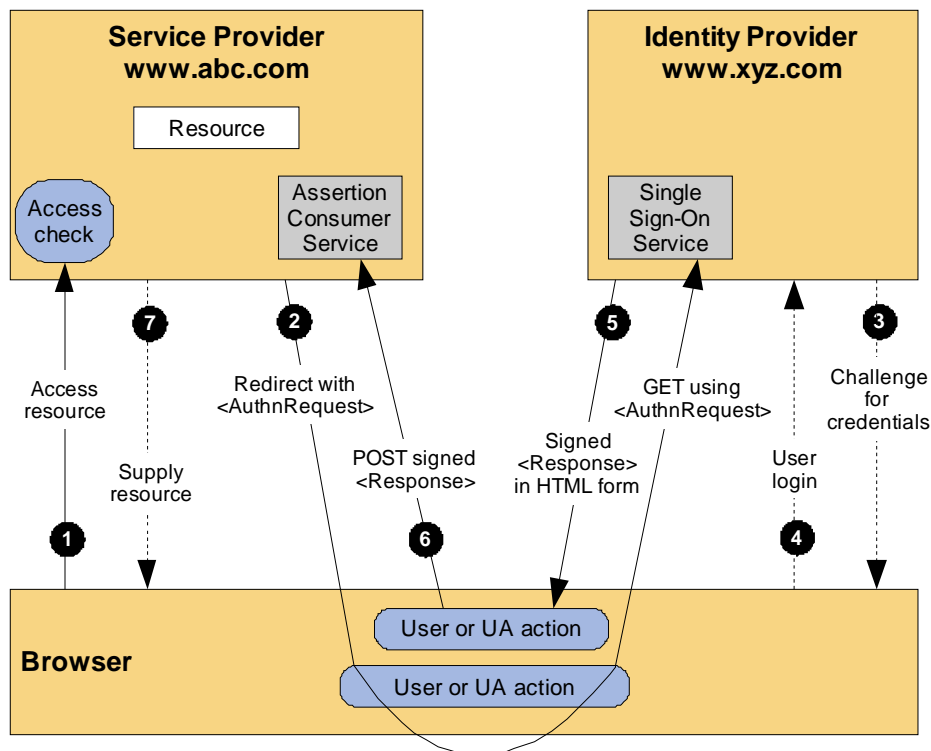 Service Provider
www.abc.com
Identity Provider
www.xyz.com
Resource
Access
check
Assertion
Consumer
Service
Single
Sign-On
Service
7
2
5
3
Access
resource
Redirect with
<AuthnRequest>
GET using
<AuthnRequest>
Challenge
for
credentials
Supply
resource
POST signed
<Response>
Signed
<Response>
in HTML form
User
login
1
6
4
User or UA action
Browser
User or UA action